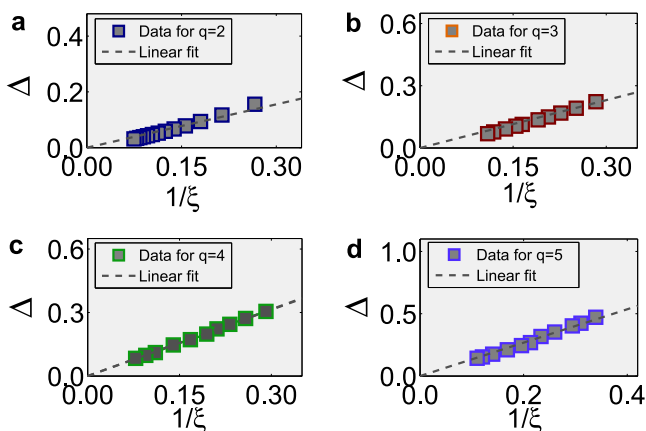 a
Data for q=2
Linear fit
0.4
0.2
0.0
Δ
0.00
0.15
0.30
1/ξ
b
Data for q=3
Linear fit
0.6
0.3
0.0
Δ
0.00
0.15
0.30
1/ξ
c
Data for q=4
Linear fit
0.6
0.3
0.0
Δ
0.00
0.15
0.30
1/ξ
d
Data for q=5
Linear fit
1.0
0.5
0.0
Δ
0.0
0.2
0.4
1/ξ